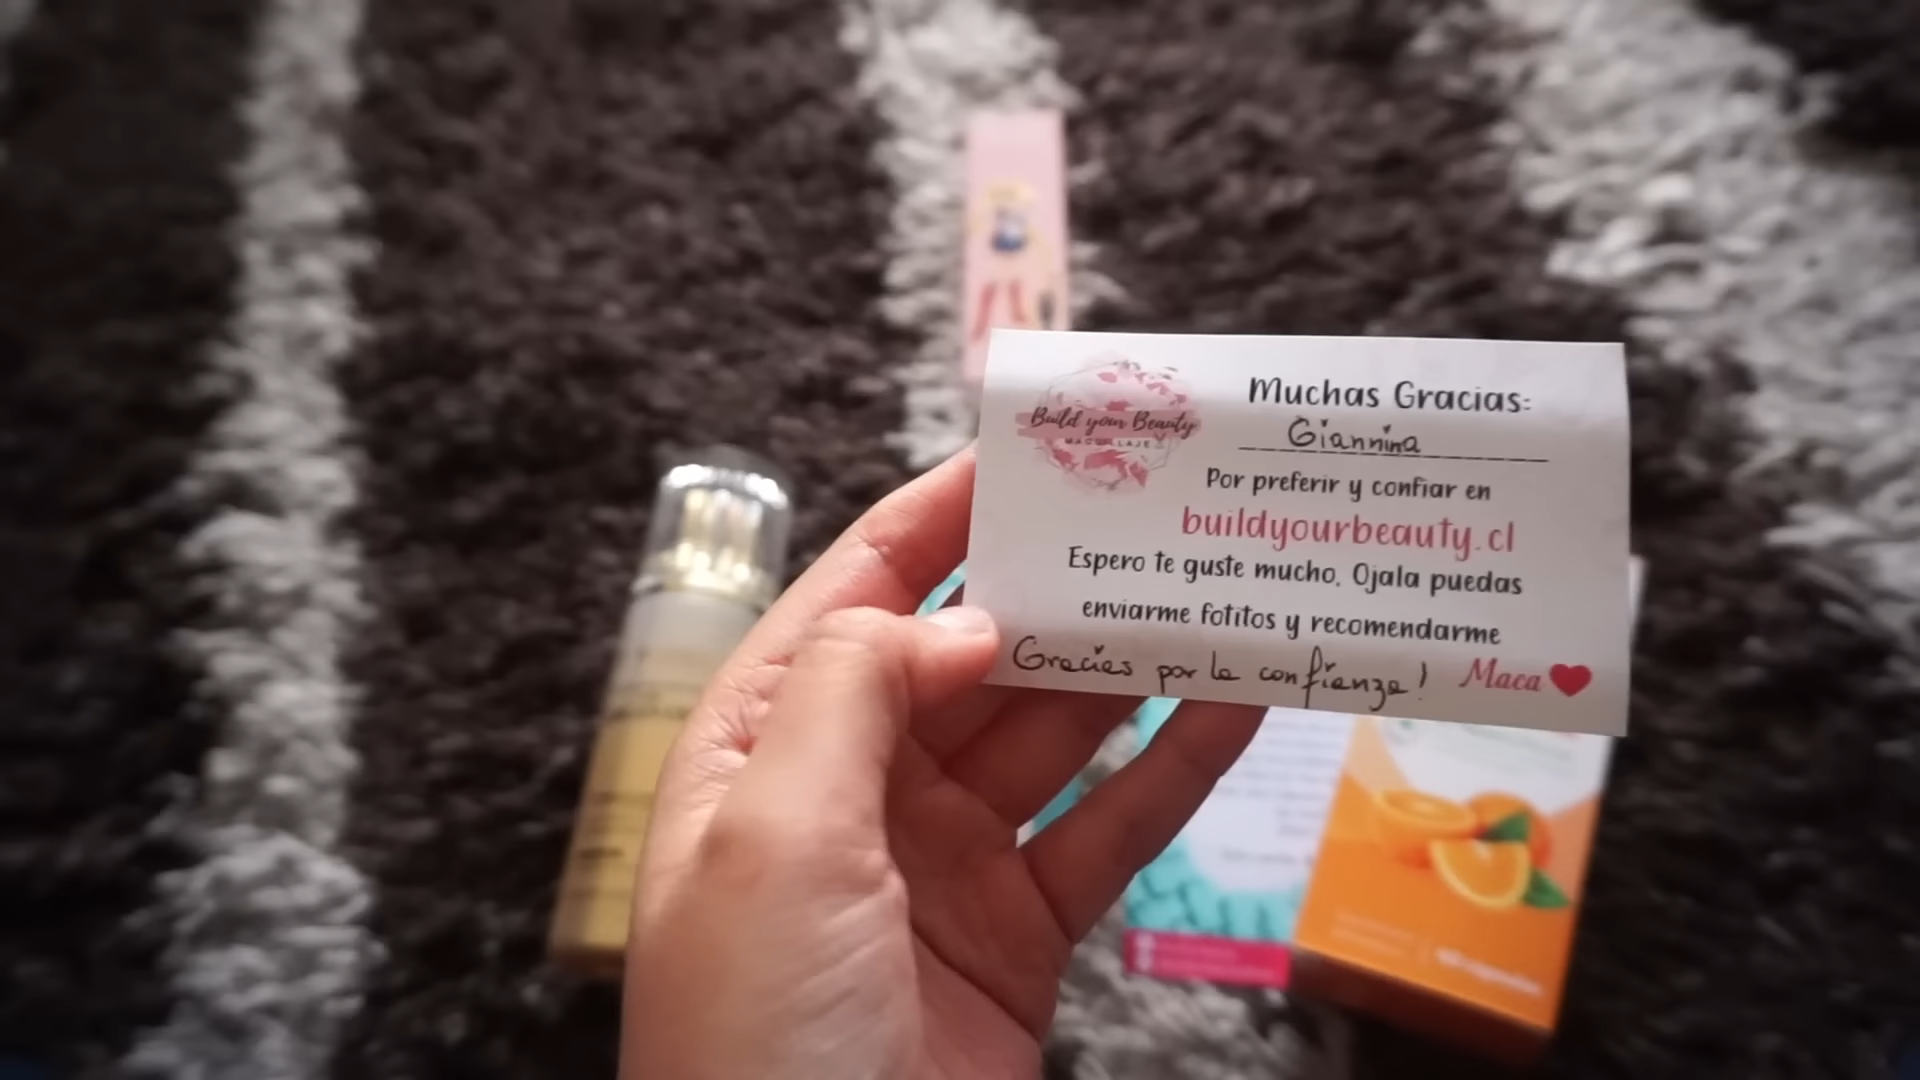 Build your Beauty
MAQUILLAJE
Muchas Gracias:
Giannina
Por preferir y confiar en
buildyourbeauty.cl
Espero te guste mucho. Ojala puedas
enviarme fotitos y recomendarme
Gracias por la confianza! Maca